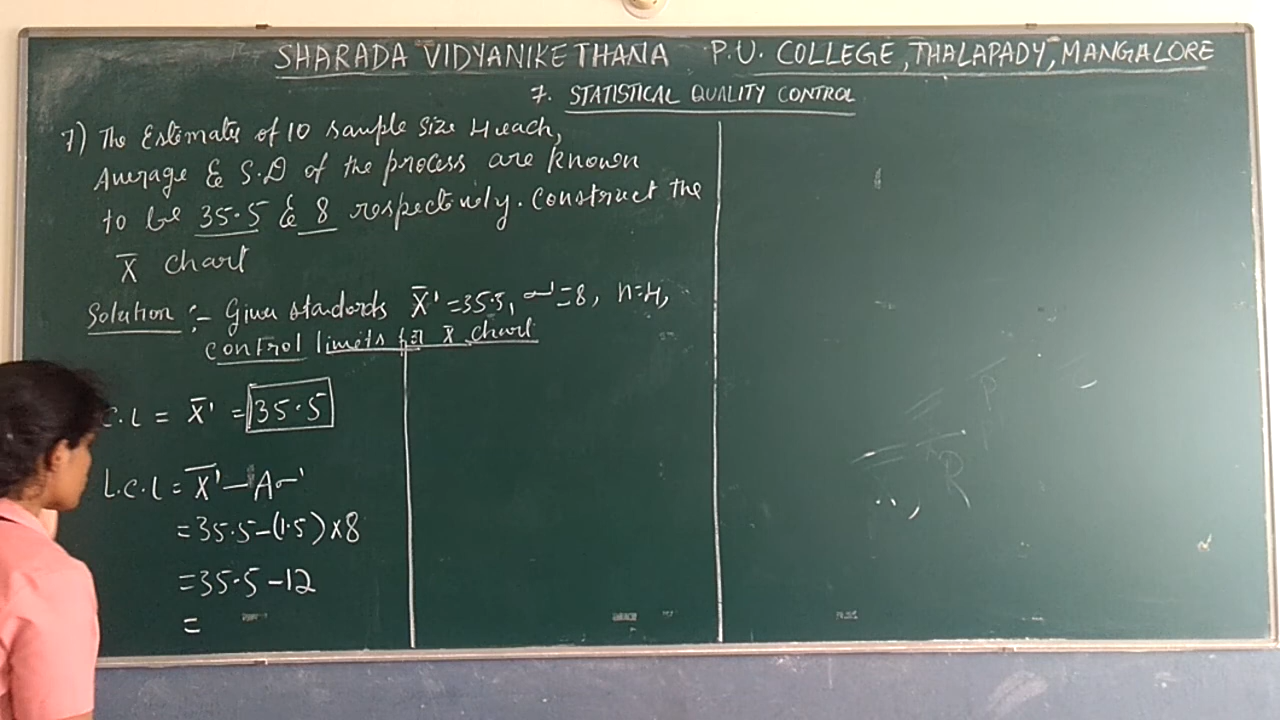 SHARADA VIDYANIKETHANA P.U. COLLEGE, THALAPADY, MANGALORE
7. STATISTICAL QUALITY CONTROL
7) The Estimates of 10 sample size 4 each,
Average & S.D of the process are known
to be 35.5 & 8 respectively. Construct the
X̄ chart
Solution :- Given standards X̄' = 35.5, σ' = 8, n=4,
control limits for X̄ chart
C.L = X̄' = 35.5
L.C.L = X̄' – Aσ'
= 35.5 – (1.5) × 8
= 35.5 – 12
=
P
R